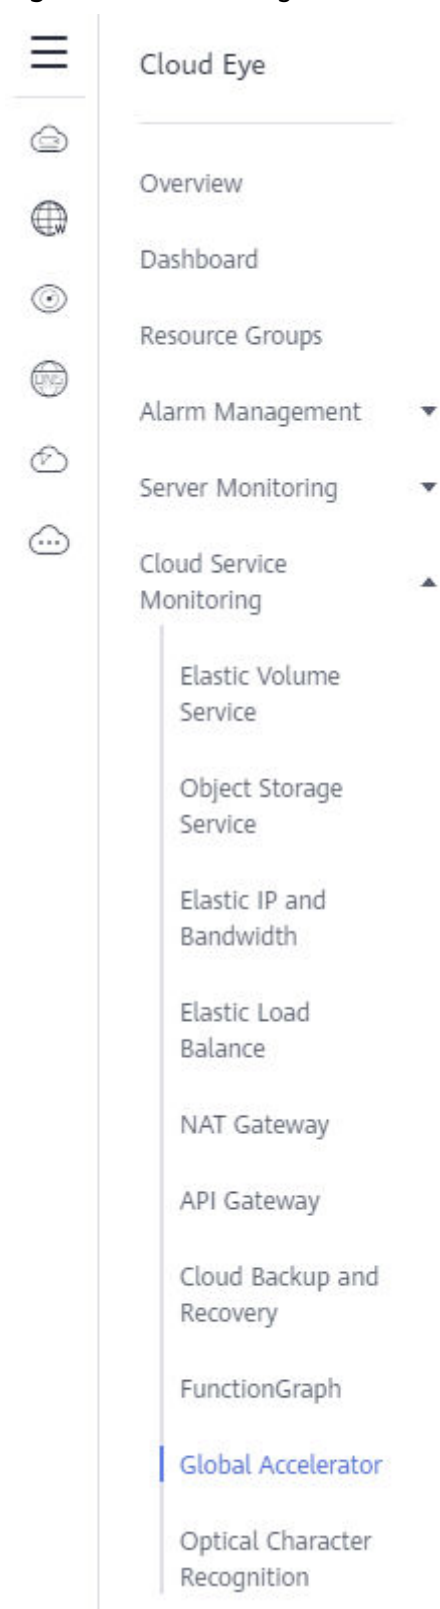 Cloud Eye
Overview
Dashboard
Resource Groups
Alarm Management
Server Monitoring
Cloud Service
Monitoring
Elastic Volume
Service
Object Storage
Service
Elastic IP and
Bandwidth
Elastic Load
Balance
NAT Gateway
API Gateway
Cloud Backup and
Recovery
FunctionGraph
Global Accelerator
Optical Character
Recognition